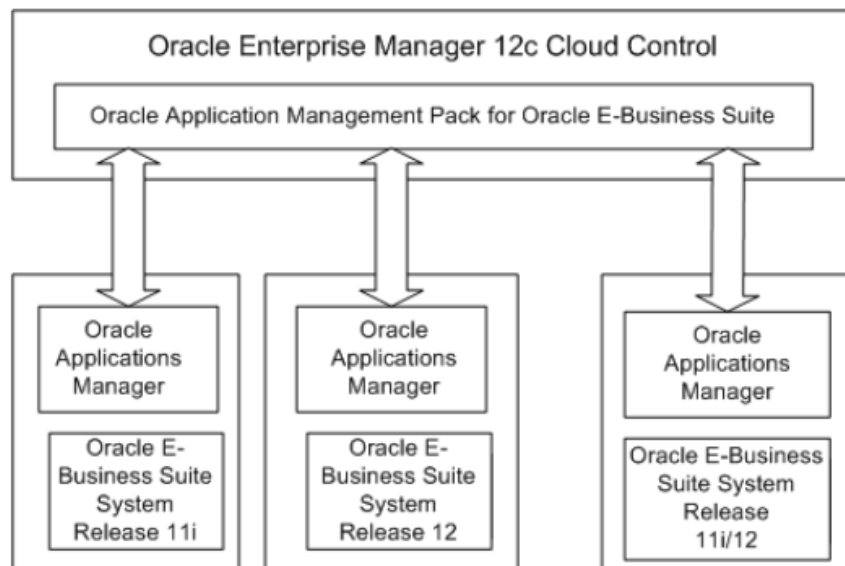 Oracle Enterprise Manager 12c Cloud Control
Oracle Application Management Pack for Oracle E-Business Suite
Oracle
Applications
Manager
Oracle E-
Business Suite
System
Release 11i
Oracle
Applications
Manager
Oracle E-
Business Suite
System
Release 12
Oracle
Applications
Manager
Oracle E-Business
Suite System
Release
11i/12